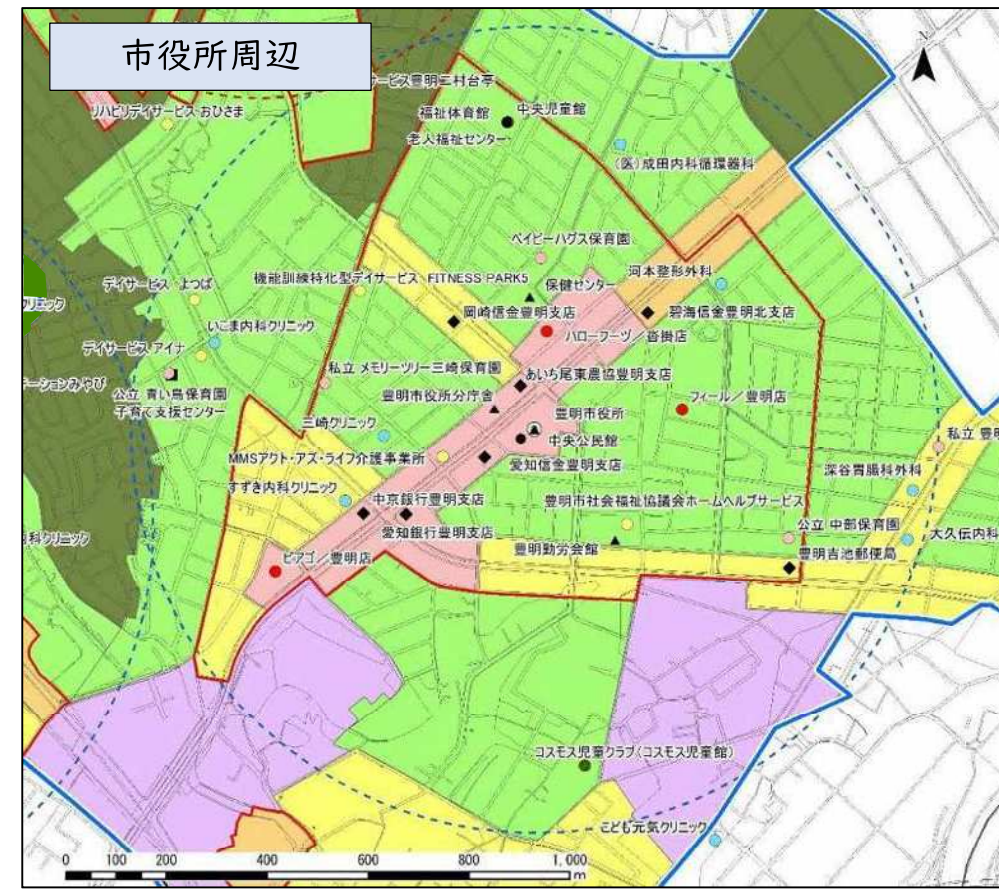 市役所周辺
N
サービス豊明二村台亭
リハビリデイサービス おひさま
福祉体育館
中央児童館
老人福祉センター
(医)成田内科循環器科
ベイビーハグス保育園
機能訓練特化型デイサービス FITNESS PARK5
保健センター
河本整形外科
デイサービス よつば
クリニック
岡崎信金豊明支店
碧海信金豊明北支店
いこま内科クリニック
ハローフーヅ/沓掛店
デイサービス アイナ
私立 メモリーツリー三崎保育園
あいち尾東農協豊明支店
ーションみやび
公立 青い鳥保育園
子育て支援センター
豊明市役所分庁舎
フィール/豊明店
豊明市役所
三崎クリニック
中央公民館
私立 豊明
MMSアクト・アズ・ライフ介護事業所
愛知信金豊明支店
深谷胃腸科外科
すずき内科クリニック
中京銀行豊明支店
豊明市社会福祉協議会ホームヘルプサービス
公立 中部保育園
愛知銀行豊明支店
大久伝内科
科クリニック
豊明勤労会館
豊明吉池郵便局
ピアゴ/豊明店
コスモス児童クラブ(コスモス児童館)
こども元気クリニック
0 100 200 400 600 800 1,000
m